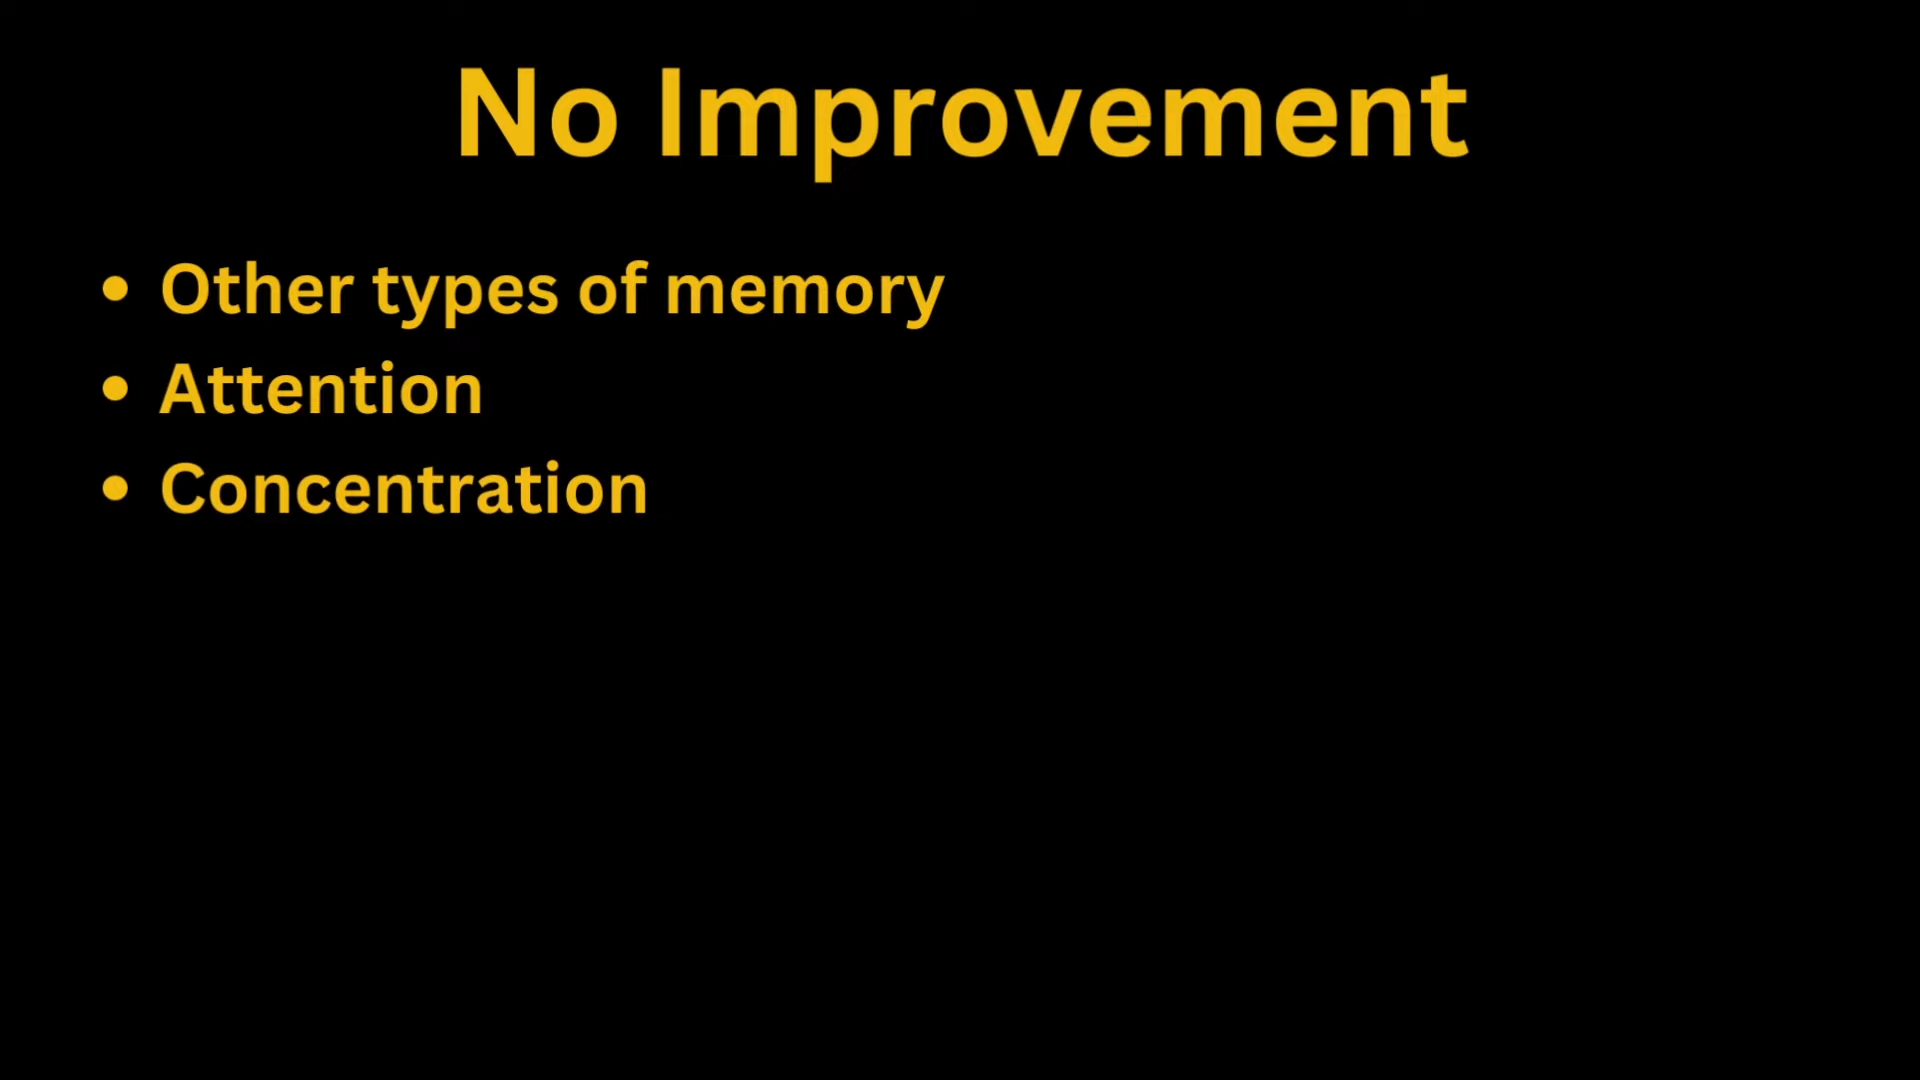 No Improvement
• Other types of memory
• Attention
• Concentration